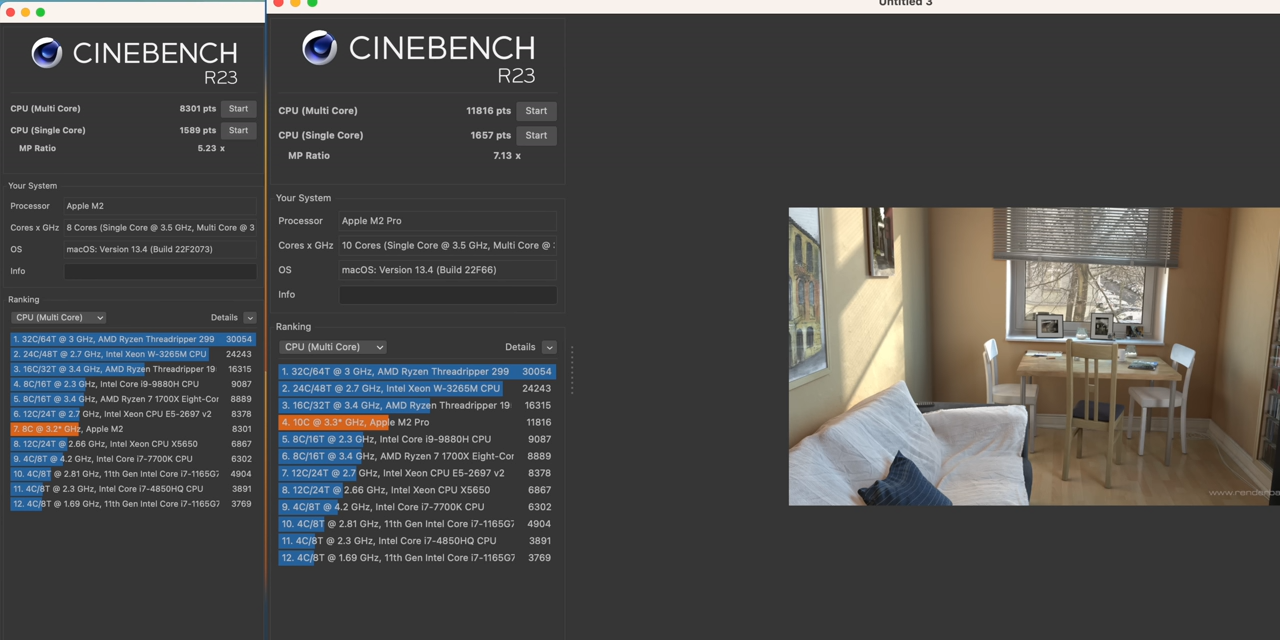 CINEBENCH
R23
CPU (Multi Core) 8301 pts Start
CPU (Single Core) 1589 pts Start
MP Ratio 5.23 x
Your System
Processor Apple M2
Cores x GHz 8 Cores (Single Core @ 3.5 GHz, Multi Core @ 3
OS macOS: Version 13.4 (Build 22F2073)
Info
Ranking
CPU (Multi Core) Details
1. 32C/64T @ 3 GHz, AMD Ryzen Threadripper 299 30054
2. 24C/48T @ 2.7 GHz, Intel Xeon W-3265M CPU 24243
3. 16C/32T @ 3.4 GHz, AMD Ryzen Threadripper 19 16315
4. 8C/16T @ 2.3 GHz, Intel Core i9-9880H CPU 9087
5. 8C/16T @ 3.4 GHz, AMD Ryzen 7 1700X Eight-Cor 8889
6. 12C/24T @ 2.7 GHz, Intel Xeon CPU E5-2697 v2 8378
7. 8C @ 3.2* GHz, Apple M2 8301
8. 12C/24T @ 2.66 GHz, Intel Xeon CPU X5650 6867
9. 4C/8T @ 4.2 GHz, Intel Core i7-7700K CPU 6302
10. 4C/8T @ 2.81 GHz, 11th Gen Intel Core i7-1165G7 4904
11. 4C/8T @ 2.3 GHz, Intel Core i7-4850HQ CPU 3891
12. 4C/8T @ 1.69 GHz, 11th Gen Intel Core i7-1165G7 3769
Untitled 3
CINEBENCH
R23
CPU (Multi Core) 11816 pts Start
CPU (Single Core) 1657 pts Start
MP Ratio 7.13 x
Your System
Processor Apple M2 Pro
Cores x GHz 10 Cores (Single Core @ 3.5 GHz, Multi Core @
OS macOS: Version 13.4 (Build 22F66)
Info
Ranking
CPU (Multi Core) Details
1. 32C/64T @ 3 GHz, AMD Ryzen Threadripper 299 30054
2. 24C/48T @ 2.7 GHz, Intel Xeon W-3265M CPU 24243
3. 16C/32T @ 3.4 GHz, AMD Ryzen Threadripper 19 16315
4. 10C @ 3.3* GHz, Apple M2 Pro 11816
5. 8C/16T @ 2.3 GHz, Intel Core i9-9880H CPU 9087
6. 8C/16T @ 3.4 GHz, AMD Ryzen 7 1700X Eight-Cor 8889
7. 12C/24T @ 2.7 GHz, Intel Xeon CPU E5-2697 v2 8378
8. 12C/24T @ 2.66 GHz, Intel Xeon CPU X5650 6867
9. 4C/8T @ 4.2 GHz, Intel Core i7-7700K CPU 6302
10. 4C/8T @ 2.81 GHz, 11th Gen Intel Core i7-1165G7 4904
11. 4C/8T @ 2.3 GHz, Intel Core i7-4850HQ CPU 3891
12. 4C/8T @ 1.69 GHz, 11th Gen Intel Core i7-1165G7 3769